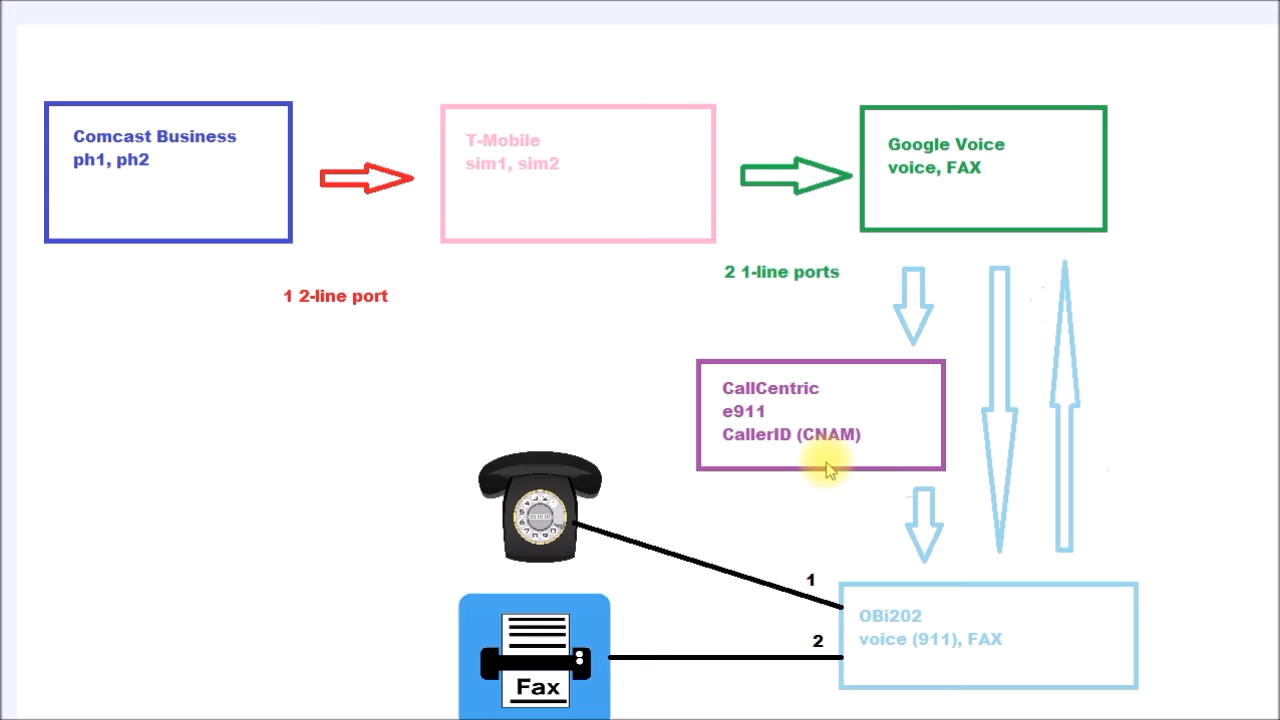 Comcast Business
ph1, ph2
T-Mobile
sim1, sim2
Google Voice
voice, FAX
1 2-line port
2 1-line ports
CallCentric
e911
CallerID (CNAM)
1
2
OBi202
voice (911), FAX
Fax